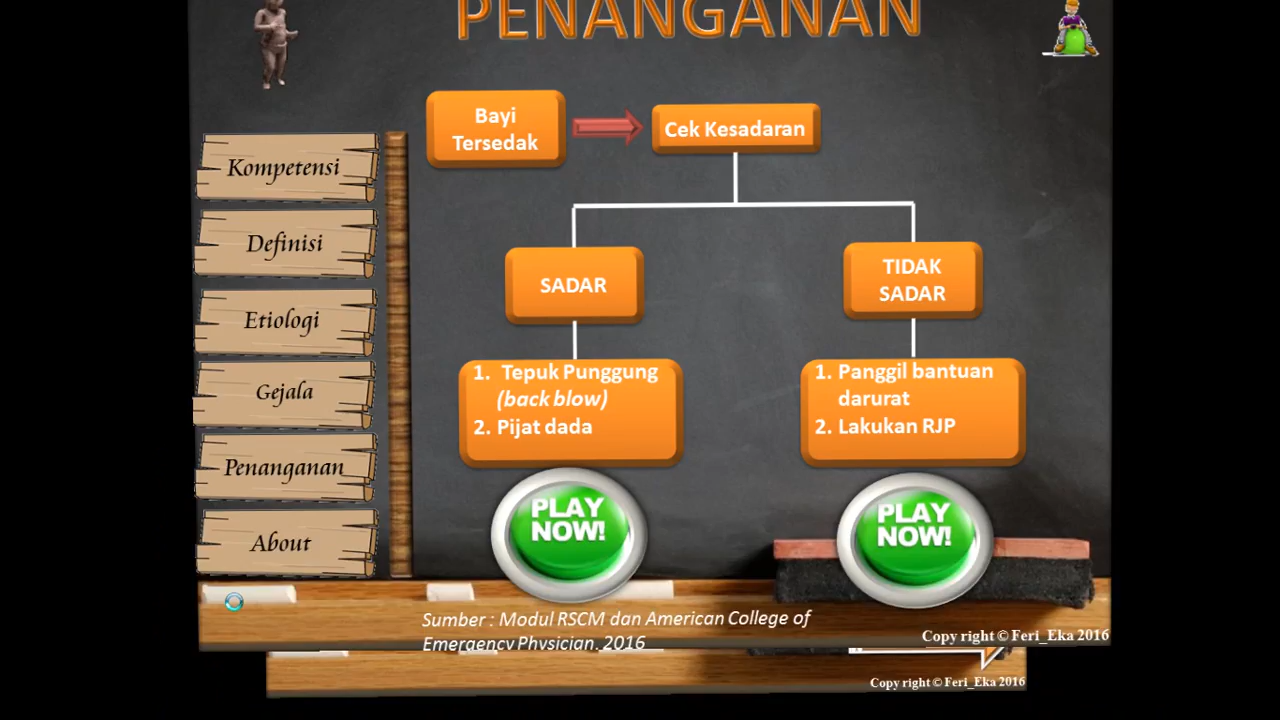 PENANGANAN
Bayi
Tersedak
Cek Kesadaran
Kompetensi
Definisi
Etiologi
Gejala
Penanganan
About
SADAR
TIDAK
SADAR
1. Tepuk Punggung
(back blow)
2. Pijat dada
1. Panggil bantuan
darurat
2. Lakukan RJP
PLAY
NOW!
PLAY
NOW!
Sumber : Modul RSCM dan American College of
Emergency Physician. 2016
Copy right © Feri_Eka 2016
Copy right © Feri_Eka 2016